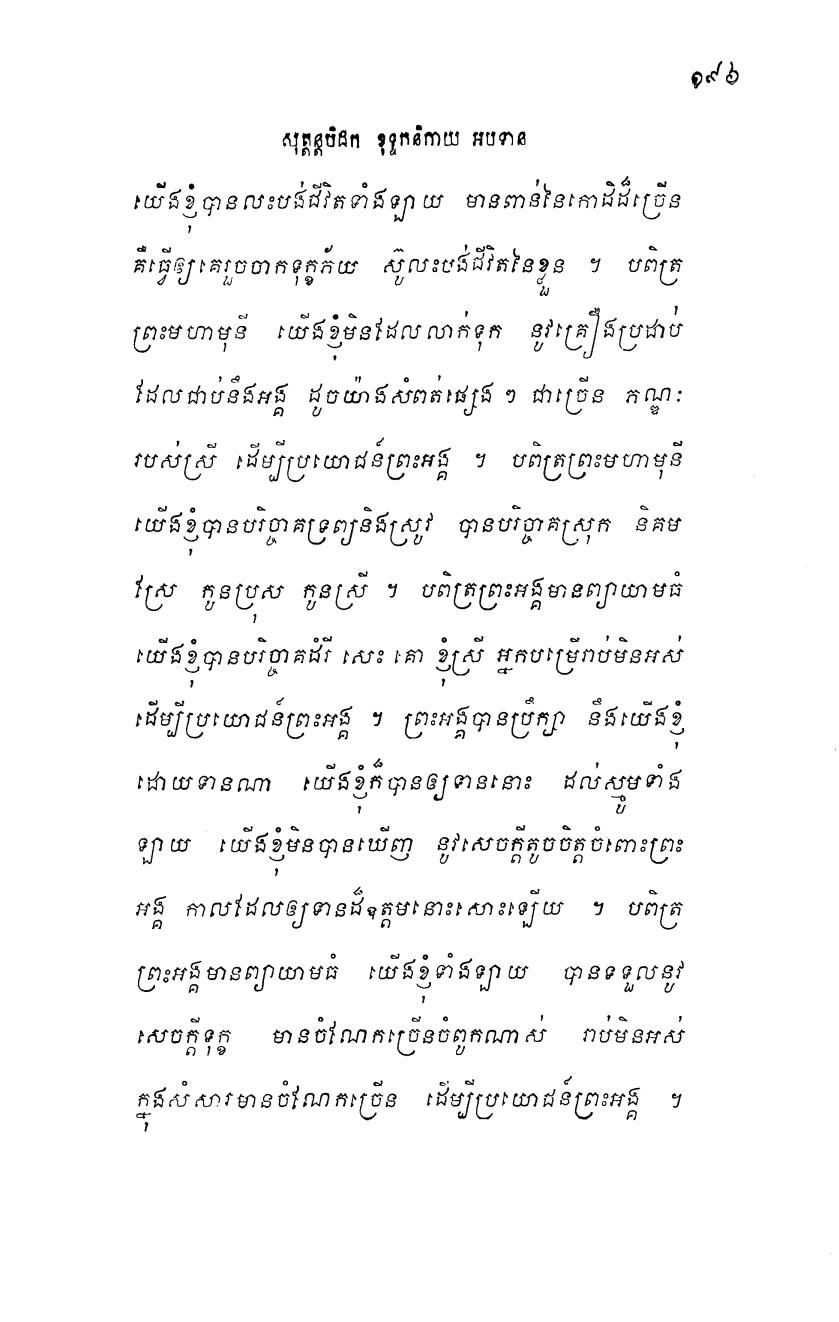 ១៩៦
សុត្តន្តបិដក ខុទ្ទកនិកាយ អបទាន
យើងខ្ញុំបានលះបង់ជីវិតទាំងឡាយ មានពាន់នៃកោដិដ៏ច្រើន
គឺធ្វើឲ្យគេរួចចាកទុក្ខភ័យ ស៊ូលះបង់ជីវិតនៃខ្លួន ។ បពិត្រ
ព្រះមហាមុនី យើងខ្ញុំមិនដែលលាក់ទុក នូវគ្រឿងប្រដាប់
ដែលជាប់នឹងអង្គ ដូចយ៉ាងសំពត់ផ្សេងៗ ជាច្រើន ភណ្ឌៈ
របស់ស្រី ដើម្បីប្រយោជន៍ព្រះអង្គ ។ បពិត្រព្រះមហាមុនី
យើងខ្ញុំបានបរិច្ចាគទ្រព្យនិងស្រូវ បានបរិច្ចាគស្រុក និគម
ស្រែ កូនប្រុស កូនស្រី ។ បពិត្រព្រះអង្គមានព្យាយាមធំ
យើងខ្ញុំបានបរិច្ចាគដំរី សេះ គោ ខ្ញុំស្រី អ្នកបម្រើរាប់មិនអស់
ដើម្បីប្រយោជន៍ព្រះអង្គ ។ ព្រះអង្គបានប្រឹក្សា នឹងយើងខ្ញុំ
ដោយទានណា យើងខ្ញុំក៏បានឲ្យទាននោះ ដល់ស្មូមទាំង
ឡាយ យើងខ្ញុំមិនបានឃើញ នូវសេចក្តីតូចចិត្តចំពោះព្រះ
អង្គ កាលដែលឲ្យទានដ៏ឧត្តមនោះសោះឡើយ ។ បពិត្រ
ព្រះអង្គមានព្យាយាមធំ យើងខ្ញុំទាំងឡាយ បានទទួលនូវ
សេចក្តីទុក្ខ មានចំណែកច្រើនចំពូកណាស់ រាប់មិនអស់
ក្នុងសំសារមានចំណែកច្រើន ដើម្បីប្រយោជន៍ព្រះអង្គ ។